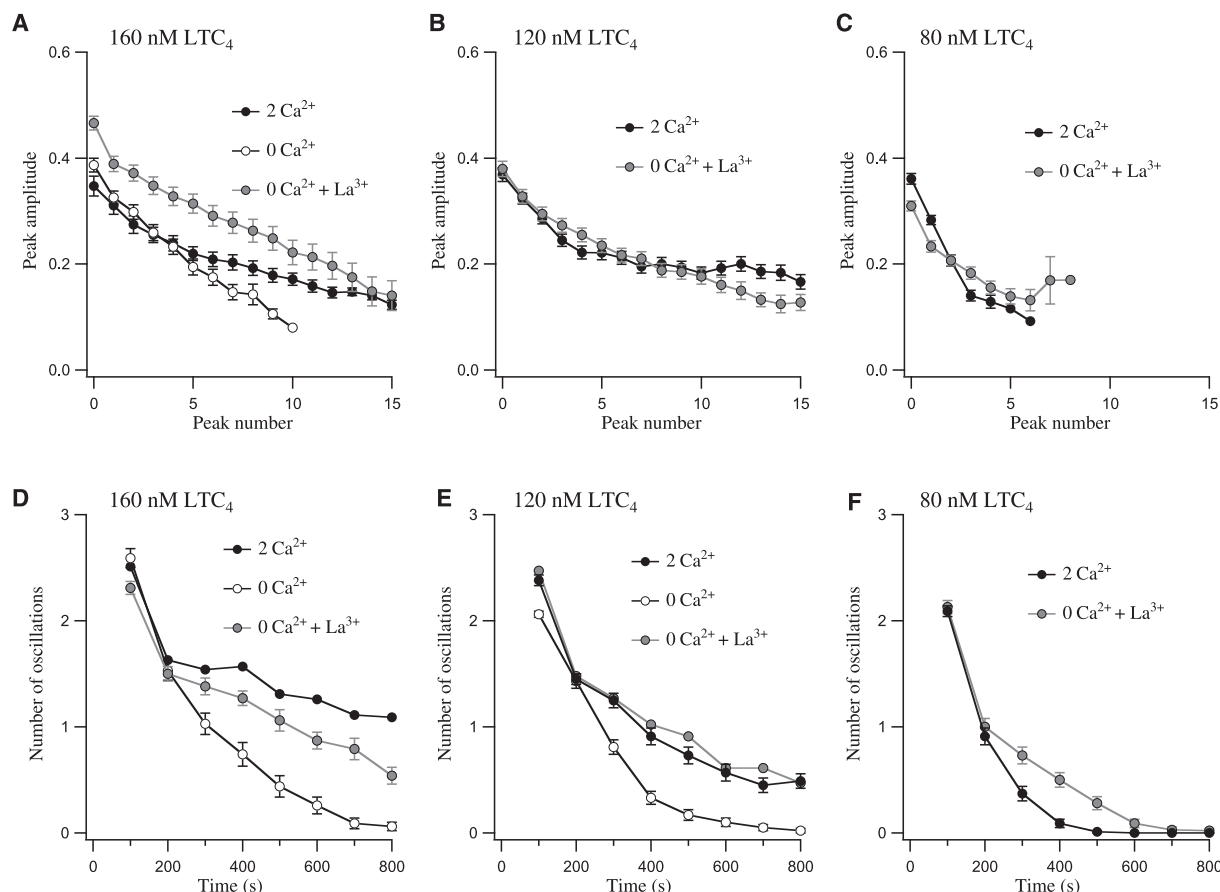 A 160 nM LTC₄
0.6
0.4
0.2
0.0
Peak amplitude
2 Ca²⁺
0 Ca²⁺
0 Ca²⁺ + La³⁺
0 5 10 15
Peak number
B 120 nM LTC₄
0.6
0.4
0.2
0.0
Peak amplitude
2 Ca²⁺
0 Ca²⁺ + La³⁺
0 5 10 15
Peak number
C 80 nM LTC₄
0.6
0.4
0.2
0.0
Peak amplitude
2 Ca²⁺
0 Ca²⁺ + La³⁺
0 5 10 15
Peak number
D 160 nM LTC₄
3
2
1
0
Number of oscillations
2 Ca²⁺
0 Ca²⁺
0 Ca²⁺ + La³⁺
0 200 400 600 800
Time (s)
E 120 nM LTC₄
3
2
1
0
Number of oscillations
2 Ca²⁺
0 Ca²⁺
0 Ca²⁺ + La³⁺
0 200 400 600 800
Time (s)
F 80 nM LTC₄
3
2
1
0
Number of oscillations
2 Ca²⁺
0 Ca²⁺ + La³⁺
0 200 400 600 800
Time (s)